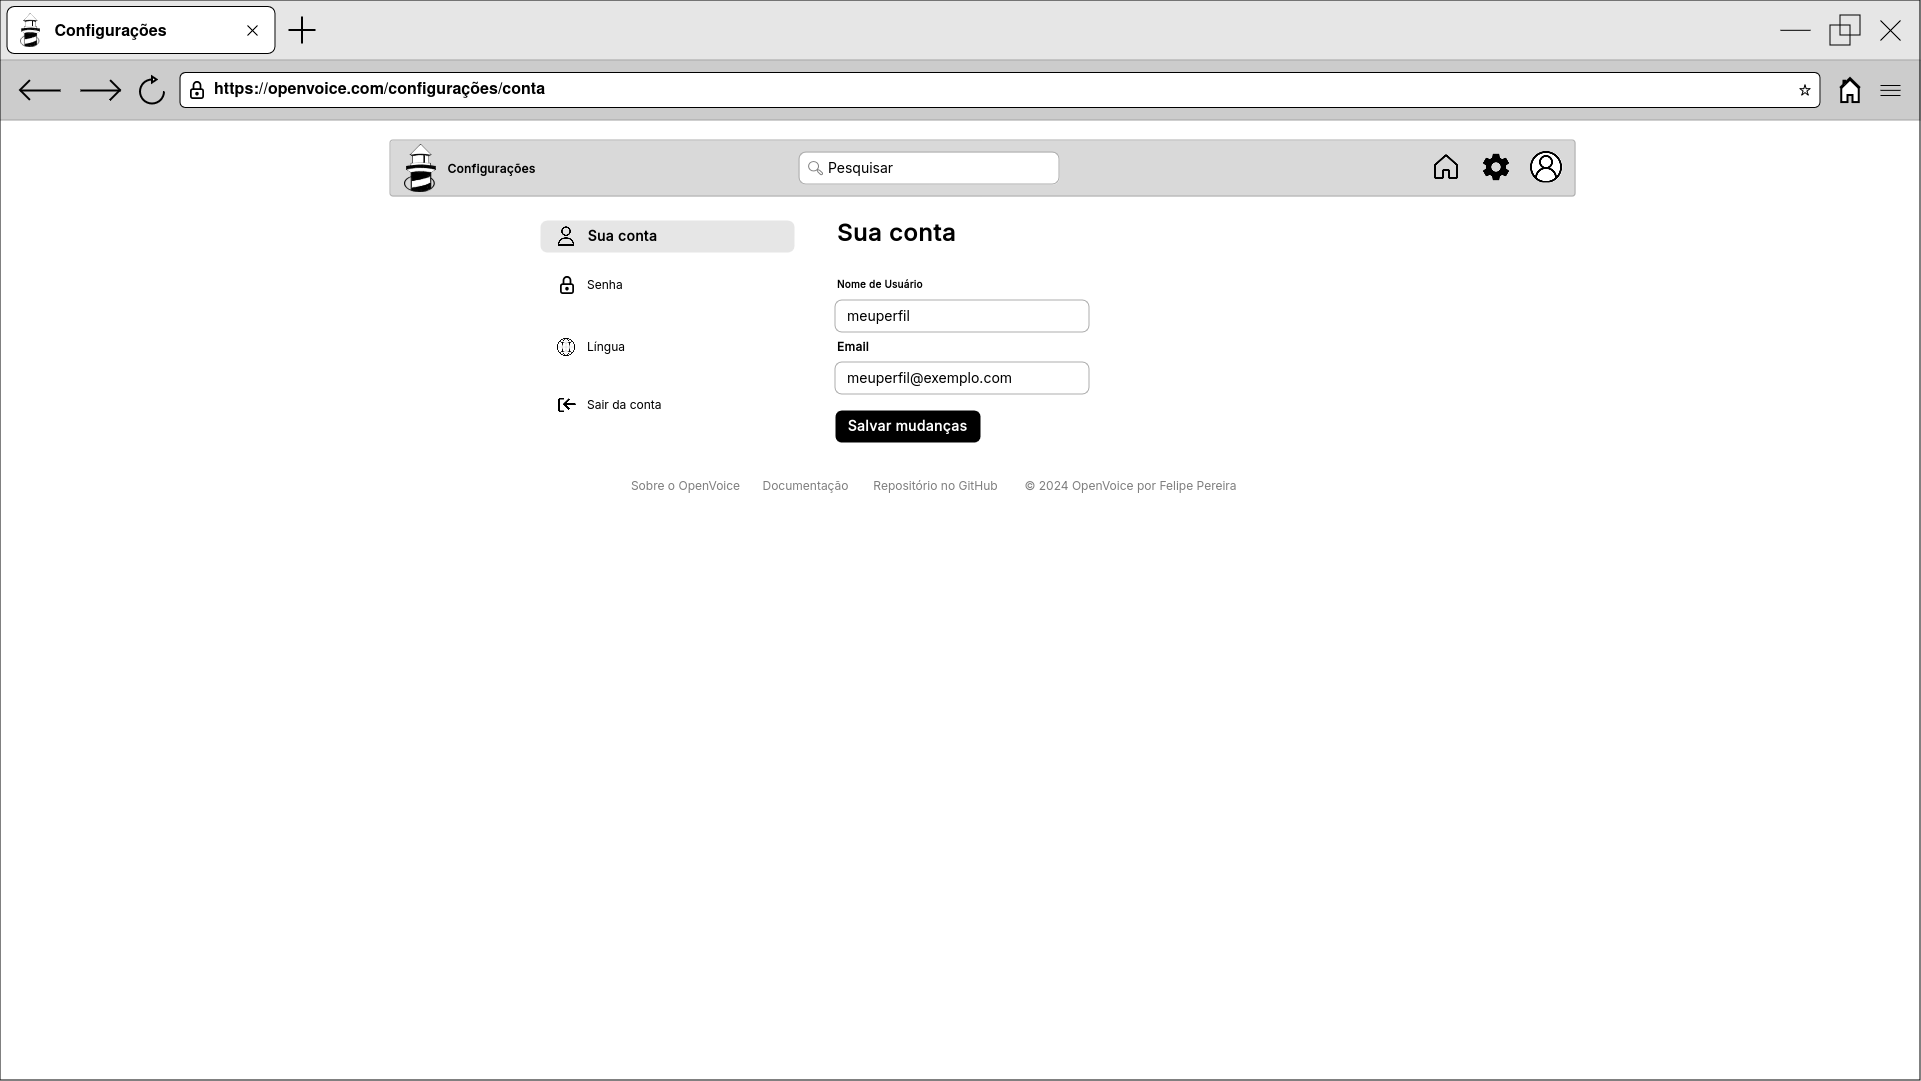 Configurações
https://openvoice.com/configurações/conta
Configurações
Pesquisar
Sua conta
Senha
Língua
Sair da conta
Sua conta
Nome de Usuário
meuperfil
Email
meuperfil@exemplo.com
Salvar mudanças
Sobre o OpenVoice Documentação Repositório no GitHub © 2024 OpenVoice por Felipe Pereira